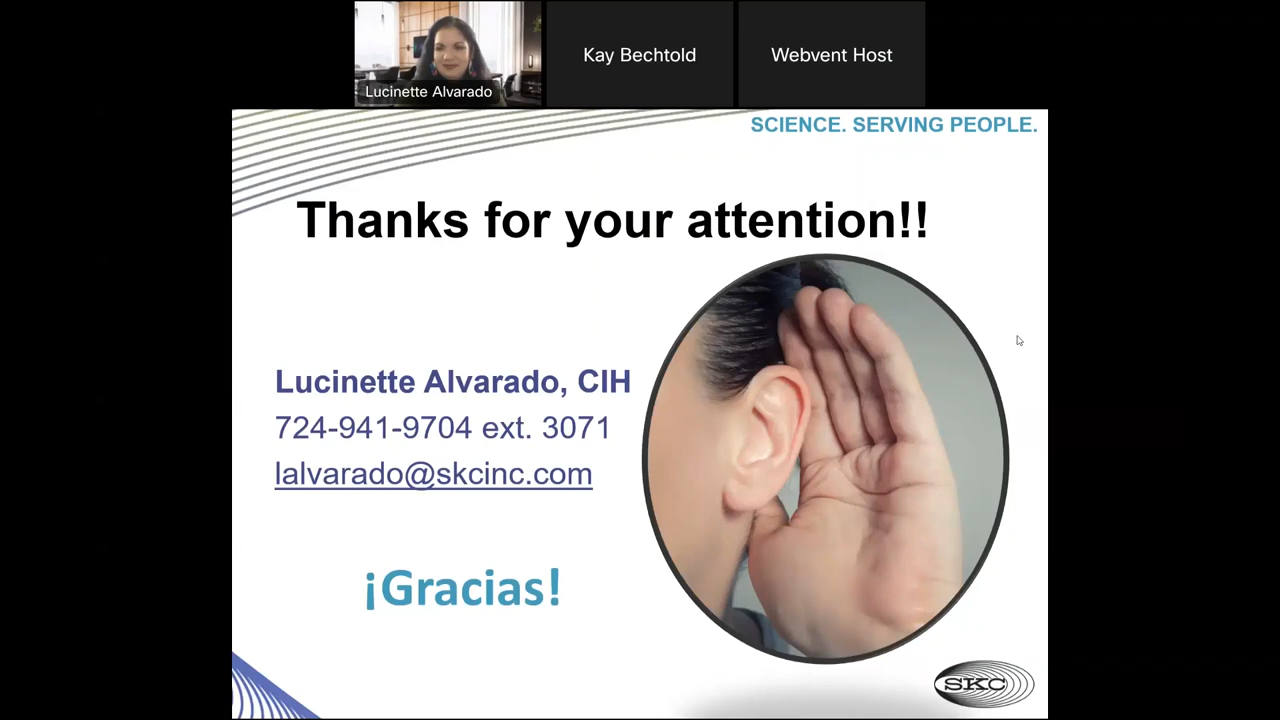 Lucinette Alvarado
Kay Bechtold
Webvent Host
SCIENCE. SERVING PEOPLE.
Thanks for your attention!!
Lucinette Alvarado, CIH
724-941-9704 ext. 3071
lalvarado@skcinc.com
¡Gracias!
SKC